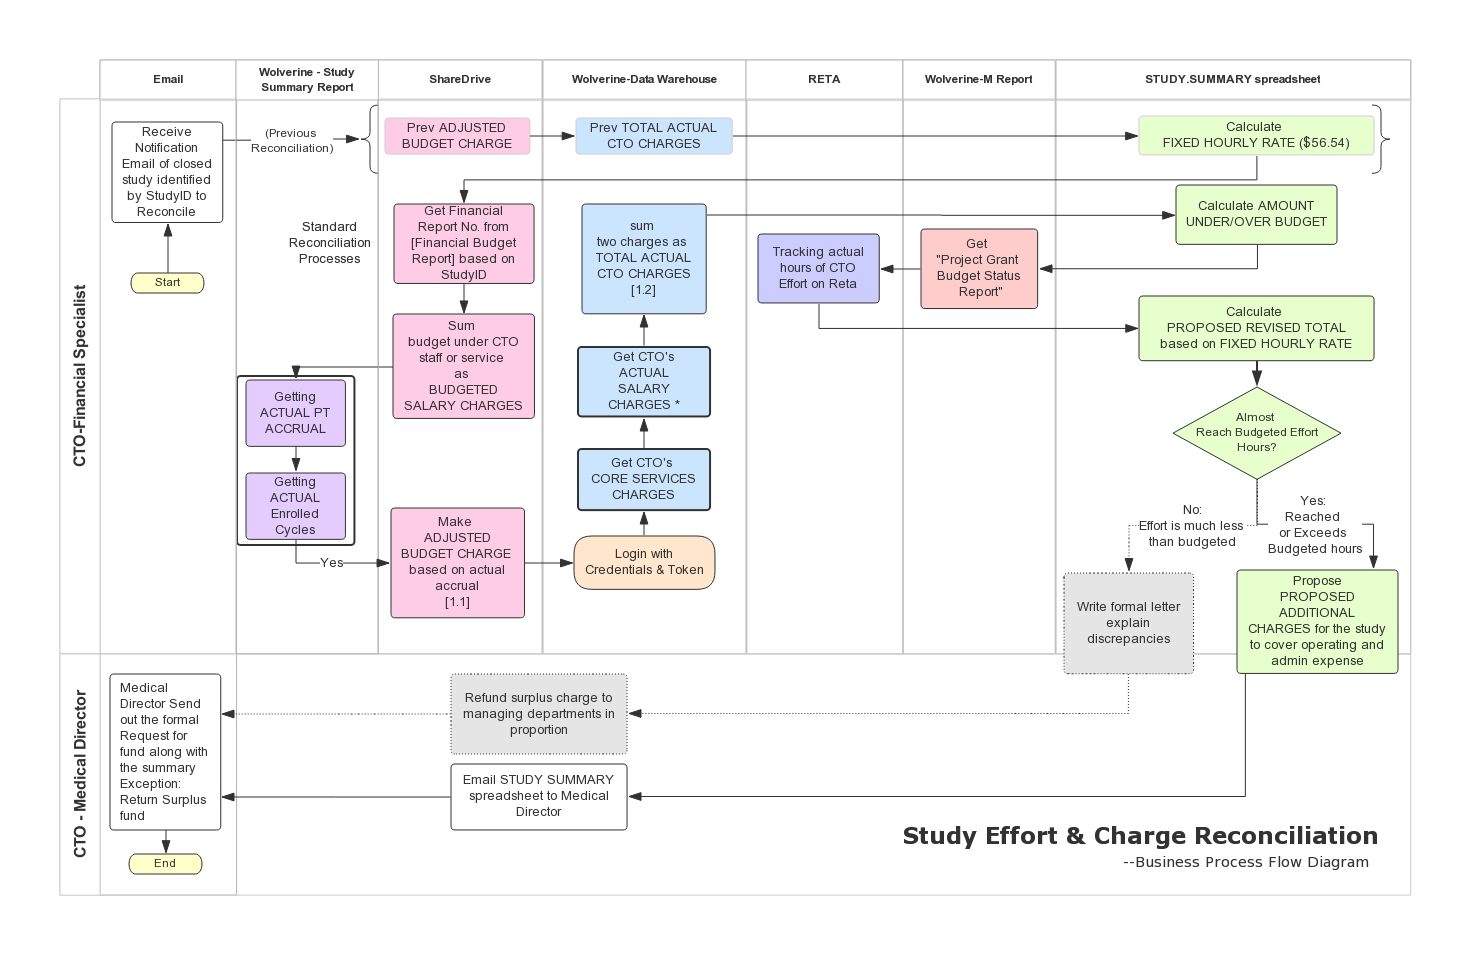 Email
Wolverine - Study
Summary Report
ShareDrive
Wolverine-Data Warehouse
RETA
Wolverine-M Report
STUDY.SUMMARY spreadsheet
CTO-Financial Specialist
Receive
Notification
Email of closed
study identified
by StudyID to
Reconcile
Start
(Previous
Reconciliation)
Prev ADJUSTED
BUDGET CHARGE
Prev TOTAL ACTUAL
CTO CHARGES
Calculate
FIXED HOURLY RATE ($56.54)
Standard
Reconciliation
Processes
Get Financial
Report No. from
[Financial Budget
Report] based on
StudyID
Sum
budget under CTO
staff or service
as
BUDGETED
SALARY CHARGES
Getting
ACTUAL PT
ACCRUAL
Getting
ACTUAL
Enrolled
Cycles
Yes
Make
ADJUSTED
BUDGET CHARGE
based on actual
accrual
[1.1]
Login with
Credentials & Token
Get CTO's
CORE SERVICES
CHARGES
Get CTO's
ACTUAL
SALARY
CHARGES *
sum
two charges as
TOTAL ACTUAL
CTO CHARGES
[1.2]
Calculate AMOUNT
UNDER/OVER BUDGET
Get
"Project Grant
Budget Status
Report"
Tracking actual
hours of CTO
Effort on Reta
Calculate
PROPOSED REVISED TOTAL
based on FIXED HOURLY RATE
Almost
Reach Budgeted Effort
Hours?
No:
Effort is much less
than budgeted
Yes:
Reached
or Exceeds
Budgeted hours
Write formal letter
explain
discrepancies
Propose
PROPOSED
ADDITIONAL
CHARGES for the study
to cover operating and
admin expense
CTO - Medical Director
Medical
Director Send
out the formal
Request for
fund along with
the summary
Exception:
Return Surplus
fund
Refund surplus charge to
managing departments in
proportion
Email STUDY SUMMARY
spreadsheet to Medical
Director
End
Study Effort & Charge Reconciliation
--Business Process Flow Diagram